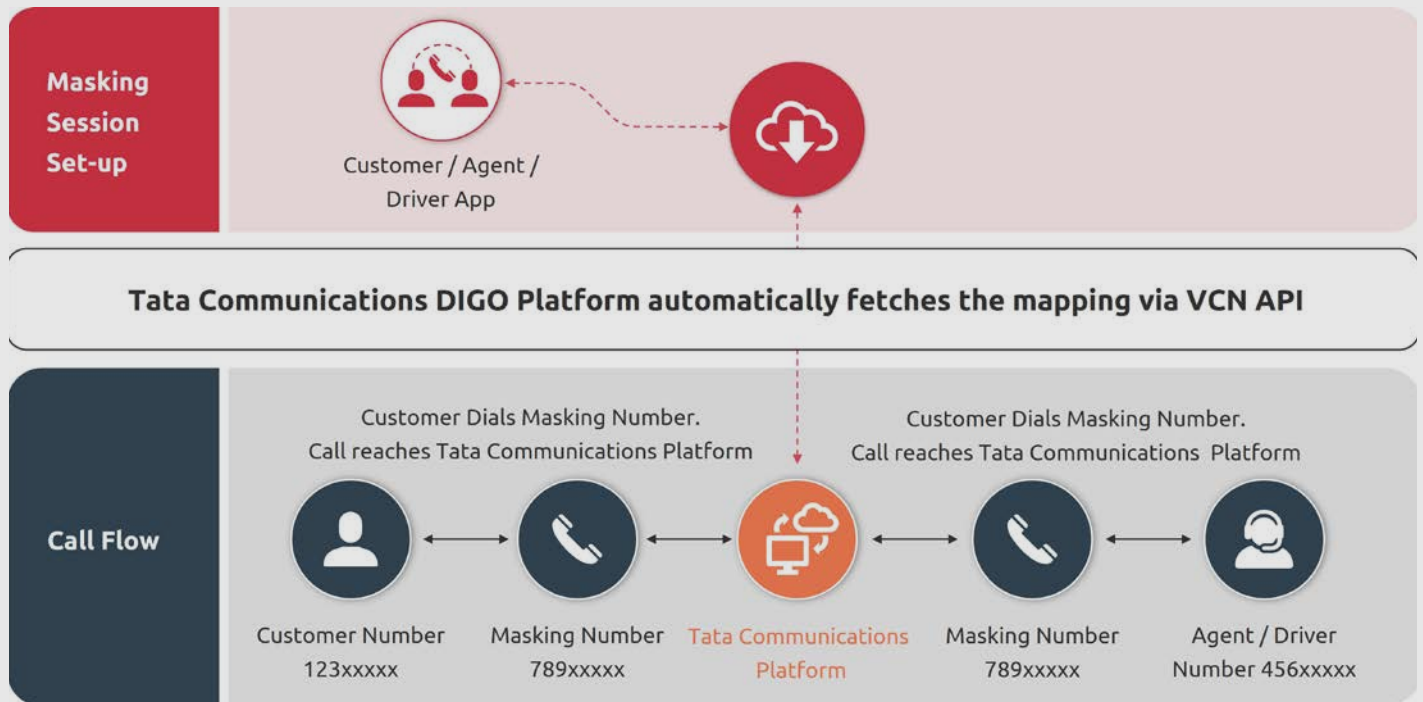 Masking
Session
Set-up
Customer / Agent /
Driver App
Tata Communications DIGO Platform automatically fetches the mapping via VCN API
Call Flow
Customer Dials Masking Number.
Call reaches Tata Communications Platform
Customer Dials Masking Number.
Call reaches Tata Communications Platform
Customer Number
123xxxxx
Masking Number
789xxxxx
Tata Communications
Platform
Masking Number
789xxxxx
Agent / Driver
Number 456xxxxx